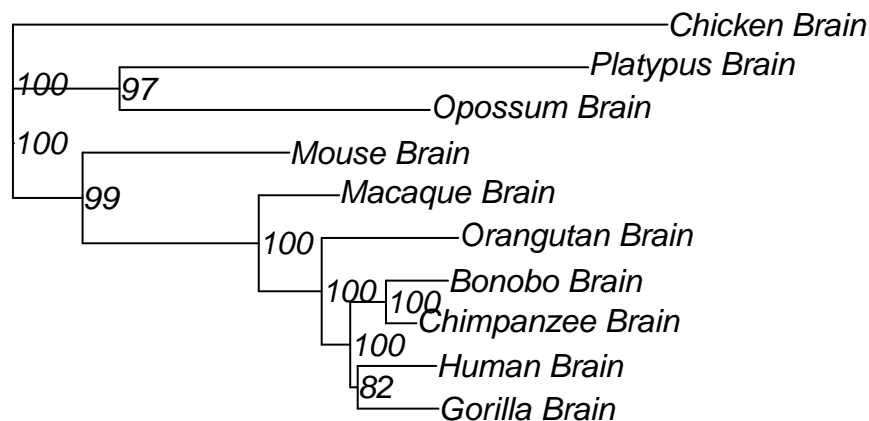 Chicken Brain
Platypus Brain
100
97
Opossum Brain
100
Mouse Brain
99
Macaque Brain
100
Orangutan Brain
Bonobo Brain
100
100
Chimpanzee Brain
100
Human Brain
82
Gorilla Brain